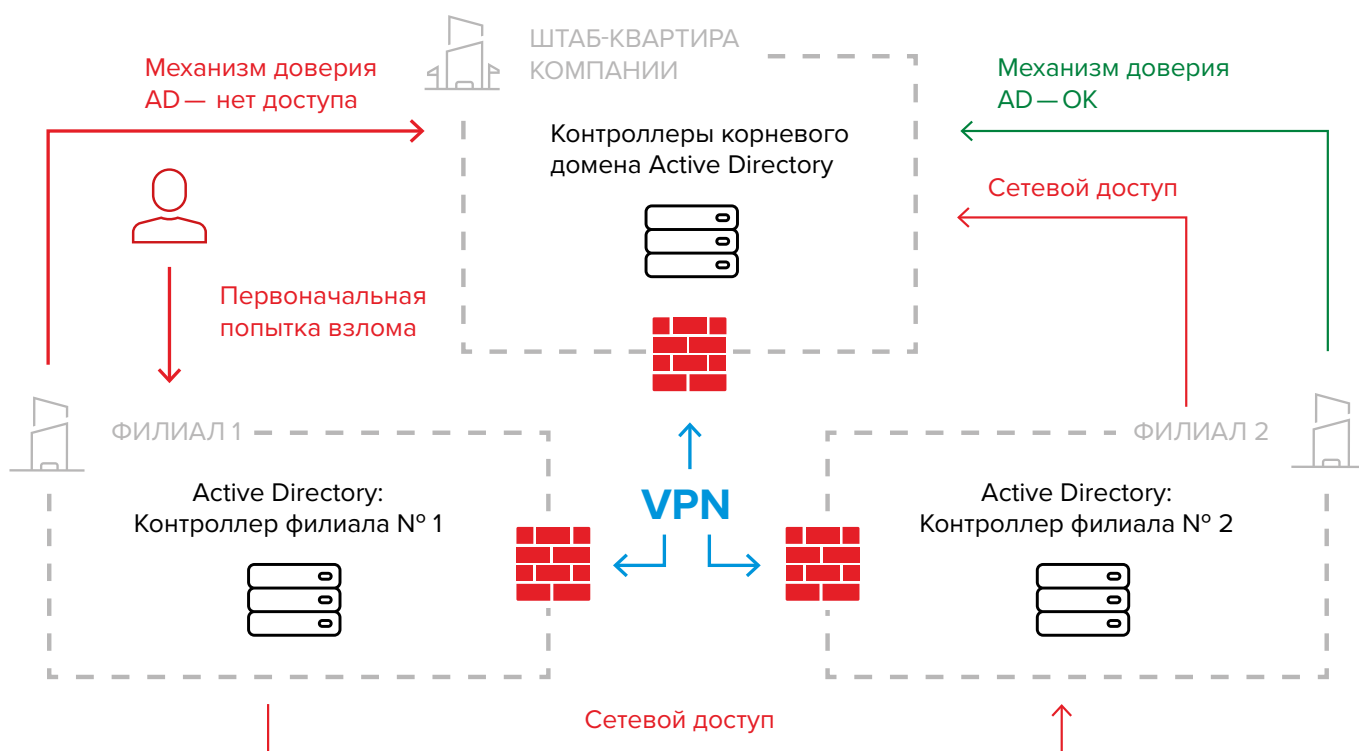 ШТАБ-КВАРТИРА
КОМПАНИИ
Механизм доверия
AD — нет доступа
Механизм доверия
AD — OK
Контроллеры корневого
домена Active Directory
Сетевой доступ
Первоначальная
попытка взлома
ФИЛИАЛ 1
ФИЛИАЛ 2
Active Directory:
Контроллер филиала № 1
VPN
Active Directory:
Контроллер филиала № 2
Сетевой доступ